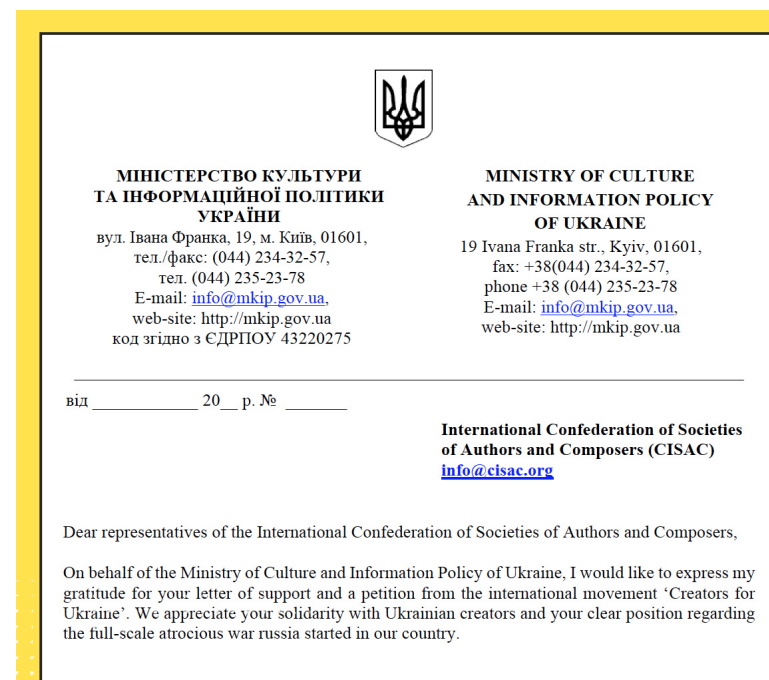 МІНІСТЕРСТВО КУЛЬТУРИ
ТА ІНФОРМАЦІЙНОЇ ПОЛІТИКИ
УКРАЇНИ
вул. Івана Франка, 19, м. Київ, 01601,
тел./факс: (044) 234-32-57,
тел. (044) 235-23-78
E-mail: info@mkip.gov.ua,
web-site: http://mkip.gov.ua
код згідно з ЄДРПОУ 43220275
MINISTRY OF CULTURE
AND INFORMATION POLICY
OF UKRAINE
19 Ivana Franka str., Kyiv, 01601,
fax: +38(044) 234-32-57,
phone +38 (044) 235-23-78
E-mail: info@mkip.gov.ua,
web-site: http://mkip.gov.ua
від ____________ 20__ р. № _______
International Confederation of Societies
of Authors and Composers (CISAC)
info@cisac.org
Dear representatives of the International Confederation of Societies of Authors and Composers,
On behalf of the Ministry of Culture and Information Policy of Ukraine, I would like to express my
gratitude for your letter of support and a petition from the international movement ‘Creators for
Ukraine’. We appreciate your solidarity with Ukrainian creators and your clear position regarding
the full-scale atrocious war russia started in our country.